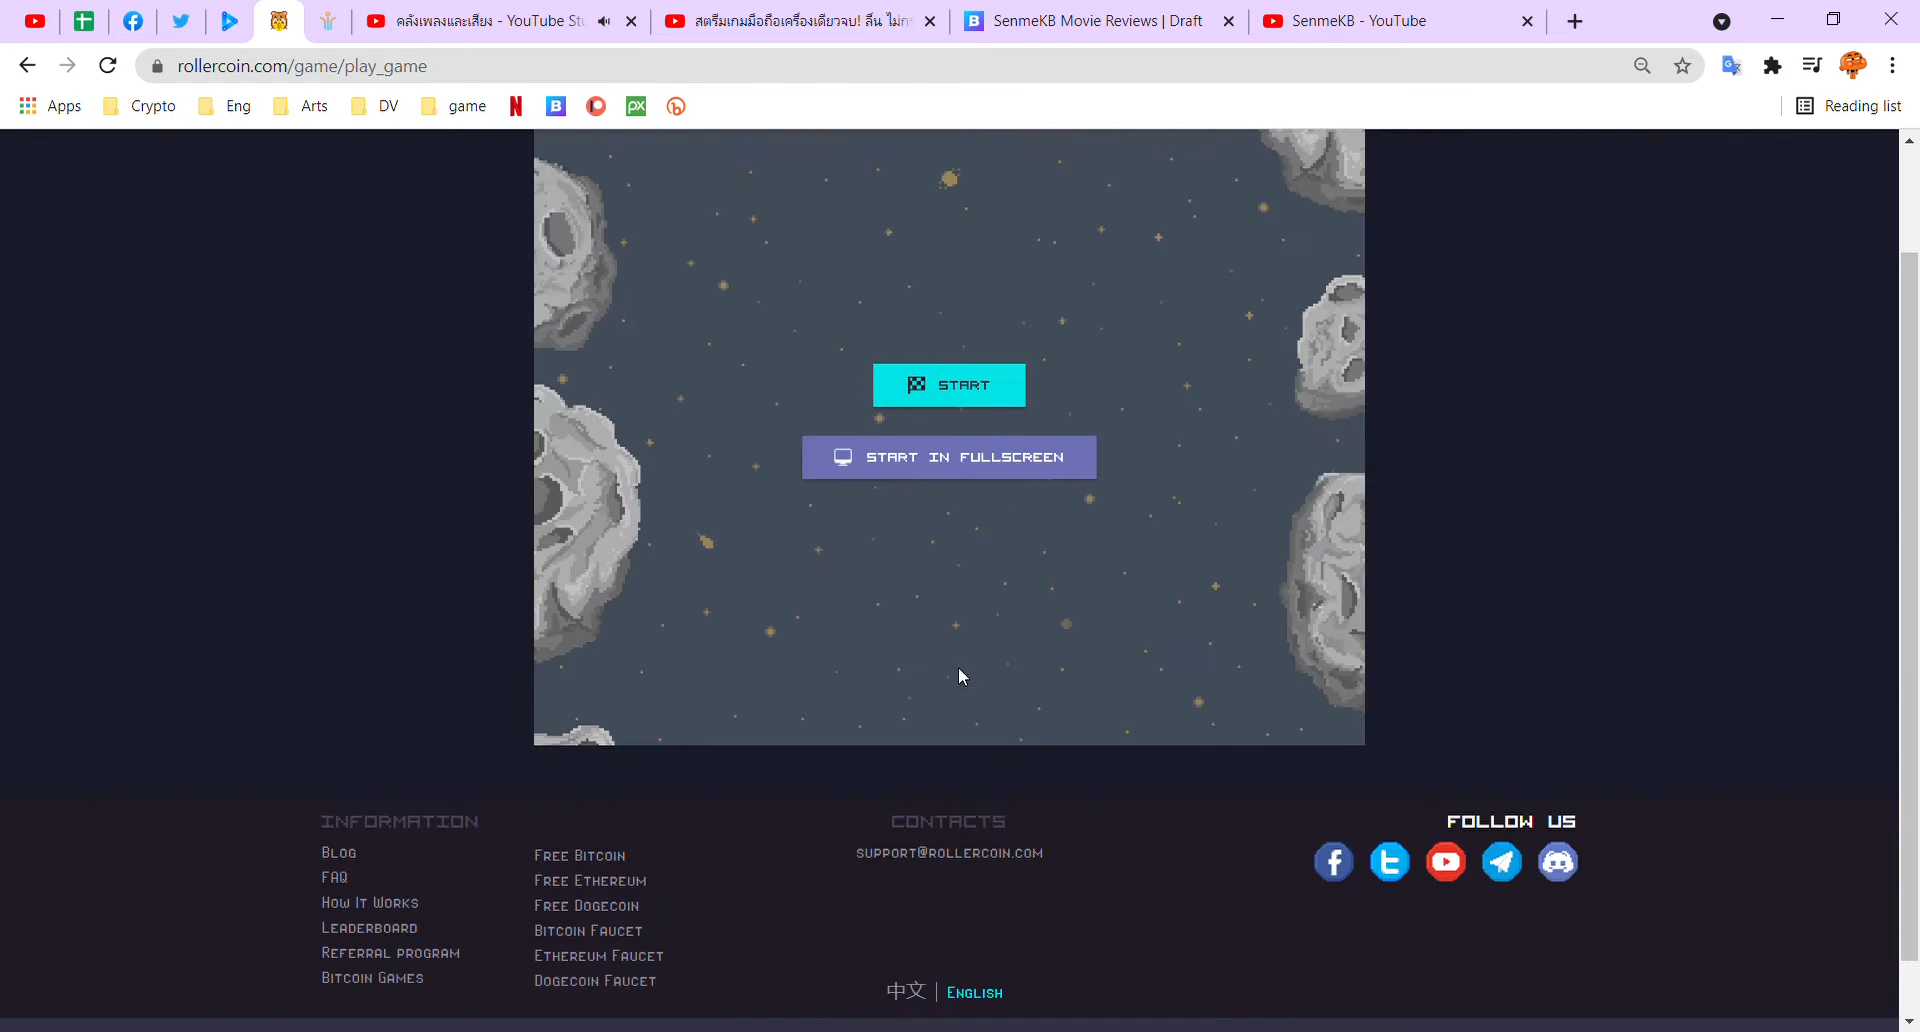 คลังเพลงและเสียง - YouTube Stu
สตรีมเกมมือถือเครื่องเดียวจบ! ลื่น ไม่กร
SenmeKB Movie Reviews | Draft
SenmeKB - YouTube
rollercoin.com/game/play_game
Apps
Crypto
Eng
Arts
DV
game
Reading list
START
START IN FULLSCREEN
INFORMATION
Blog
FAQ
How It Works
Leaderboard
Referral program
Bitcoin Games
Free Bitcoin
Free Ethereum
Free Dogecoin
Bitcoin Faucet
Ethereum Faucet
Dogecoin Faucet
CONTACTS
support@rollercoin.com
FOLLOW US
中文 | English